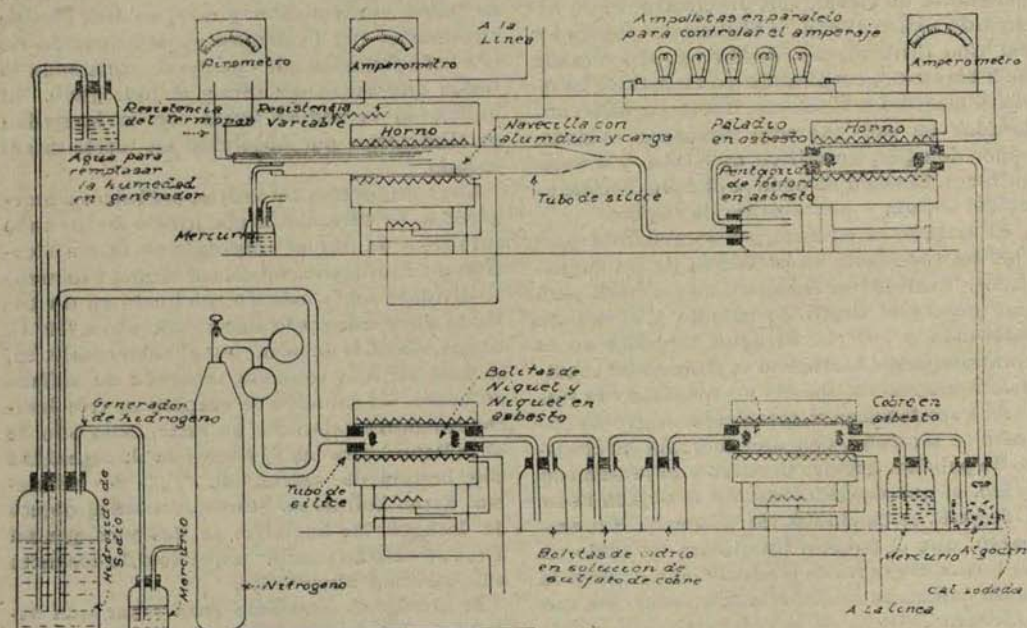 A la
Linea
Ampolletas en paralelo
para controlar el amperaje
Pirometro
Amperometro
Amperometro
Resistencia
del Termopar
Resistencia
Variable
Horno
Navecilla con
alumdum y carga
Paladio
en asbesto
Horno
Agua para
remplasar
la humedad
en generador
Mercurio
Tubo de silice
Pentoxido
de fosforo
en asbesto
Generador
de hidrogeno
Bolitas de
Niquel y
Niquel en
asbesto
Cobre en
asbesto
Tubo de
silice
Hidroxido de
Sodio
Mercurio
Nitrogeno
Bolitas de vidrio
en solucion de
sulfato de cobre
Mercurio
Algodon
Cal sodada
A la linea